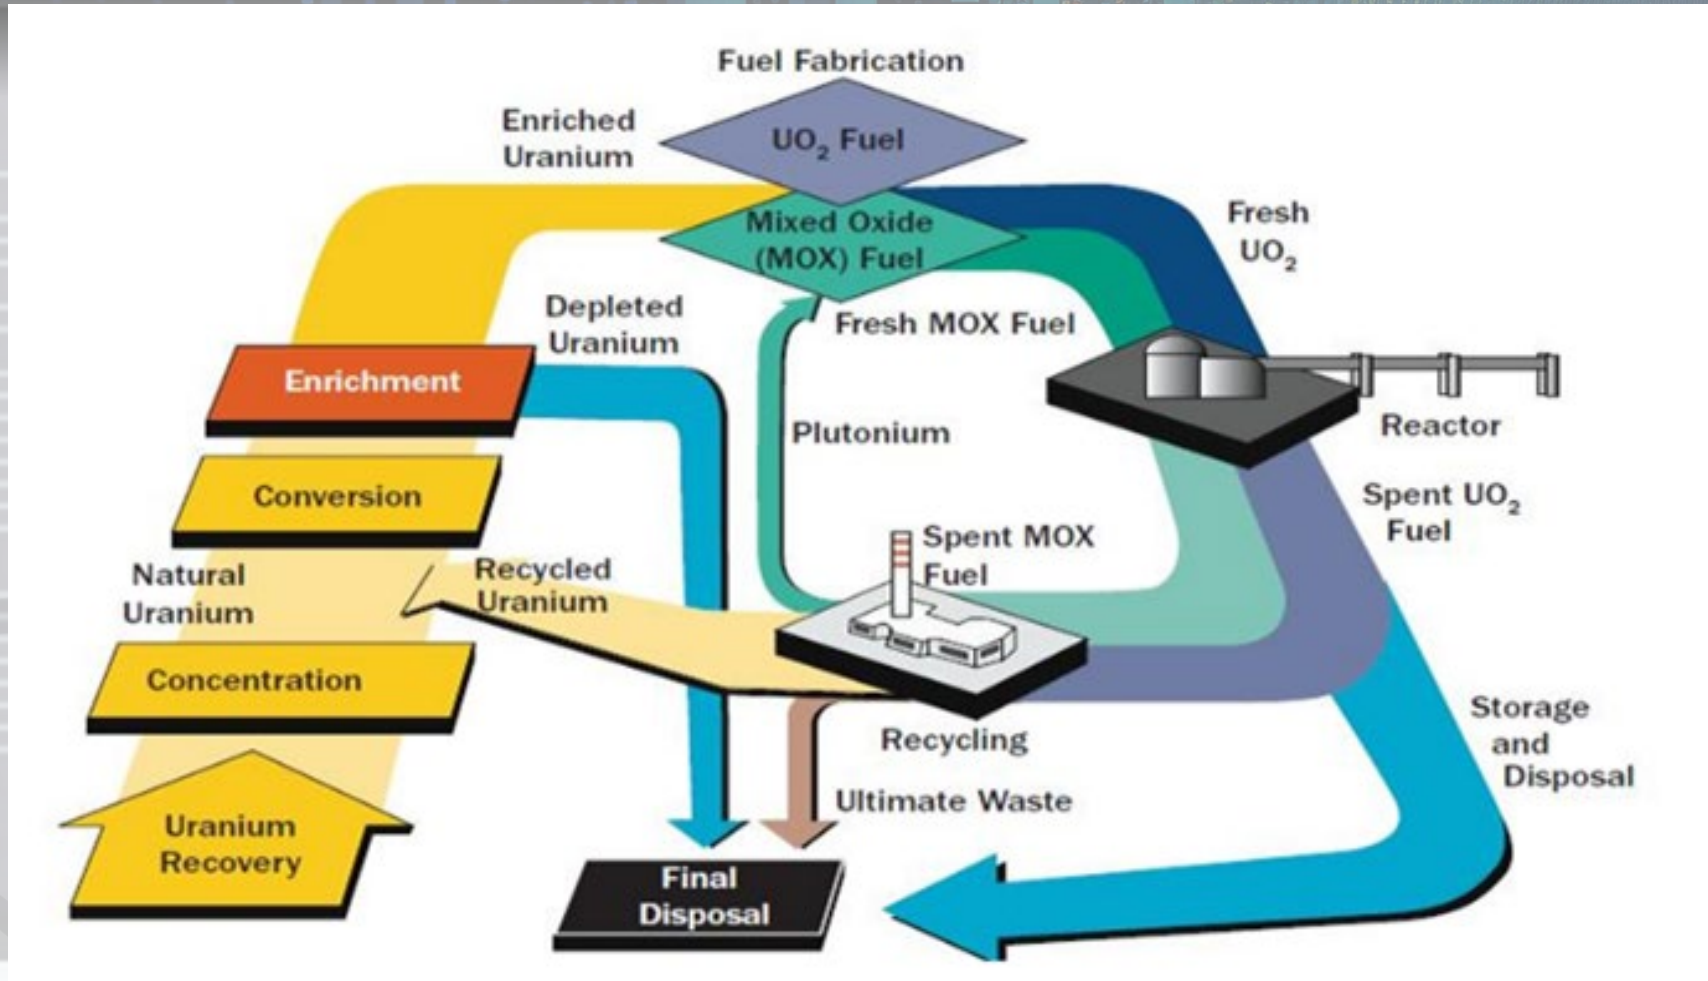 Fuel Fabrication
UO₂ Fuel
Enriched
Uranium
Mixed Oxide
(MOX) Fuel
Fresh
UO₂
Depleted
Uranium
Fresh MOX Fuel
Enrichment
Reactor
Plutonium
Conversion
Spent UO₂
Fuel
Spent MOX
Fuel
Natural
Uranium
Recycled
Uranium
Concentration
Storage
and
Disposal
Recycling
Ultimate Waste
Uranium
Recovery
Final
Disposal